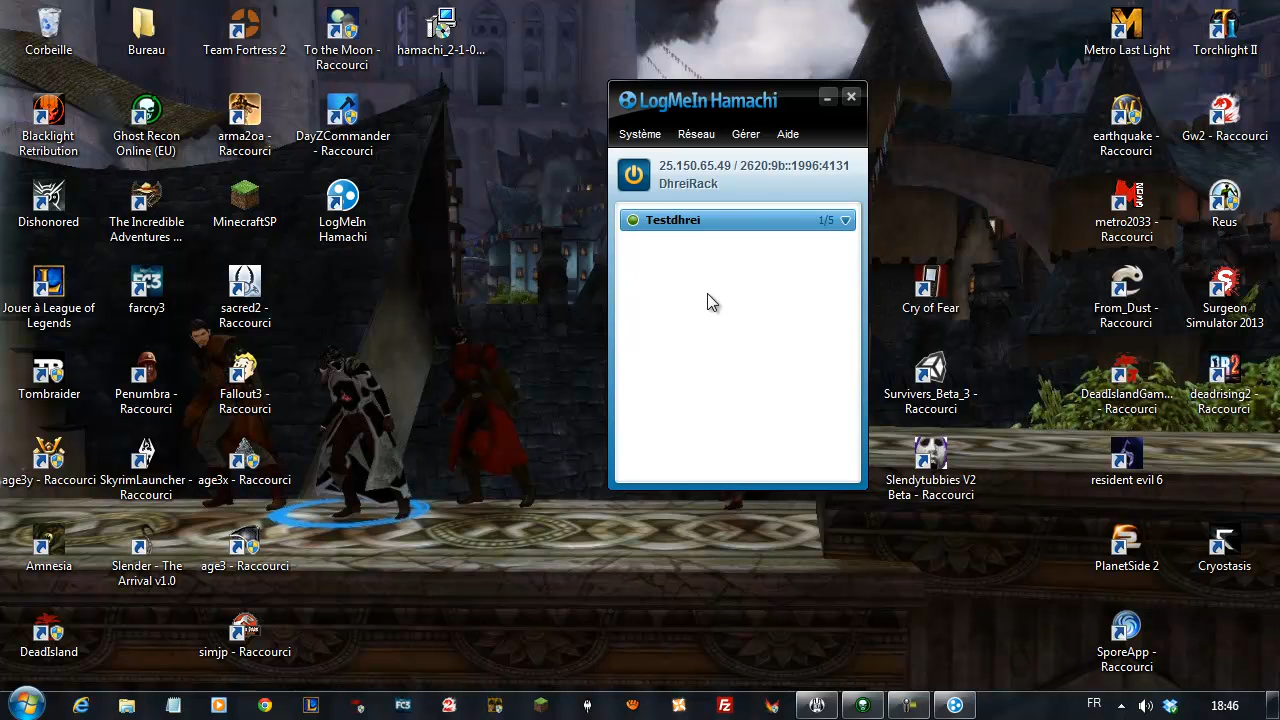 Corbeille
Bureau
Team Fortress 2
To the Moon -
Raccourci
hamachi_2-1-0...
Metro Last Light
Torchlight II
Blacklight
Retribution
Ghost Recon
Online (EU)
arma2oa -
Raccourci
DayZCommander
- Raccourci
earthquake -
Raccourci
Gw2 - Raccourci
Dishonored
The Incredible
Adventures ...
MinecraftSP
LogMeIn
Hamachi
metro2033 -
Raccourci
Reus
Jouer à League of
Legends
farcry3
sacred2 -
Raccourci
Cry of Fear
From_Dust -
Raccourci
Surgeon
Simulator 2013
Tombraider
Penumbra -
Raccourci
Fallout3 -
Raccourci
Survivers_Beta_3 -
Raccourci
DeadIslandGam...
- Raccourci
deadrising2 -
Raccourci
age3y - Raccourci
SkyrimLauncher -
Raccourci
age3x - Raccourci
Slendytubbies V2
Beta - Raccourci
resident evil 6
Amnesia
Slender - The
Arrival v1.0
age3 - Raccourci
PlanetSide 2
Cryostasis
DeadIsland
simjp - Raccourci
SporeApp -
Raccourci
LogMeIn Hamachi
Système Réseau Gérer Aide
25.150.65.49 / 2620:9b::1996:4131
DhreiRack
Testdhrei 1/5
FR 18:46